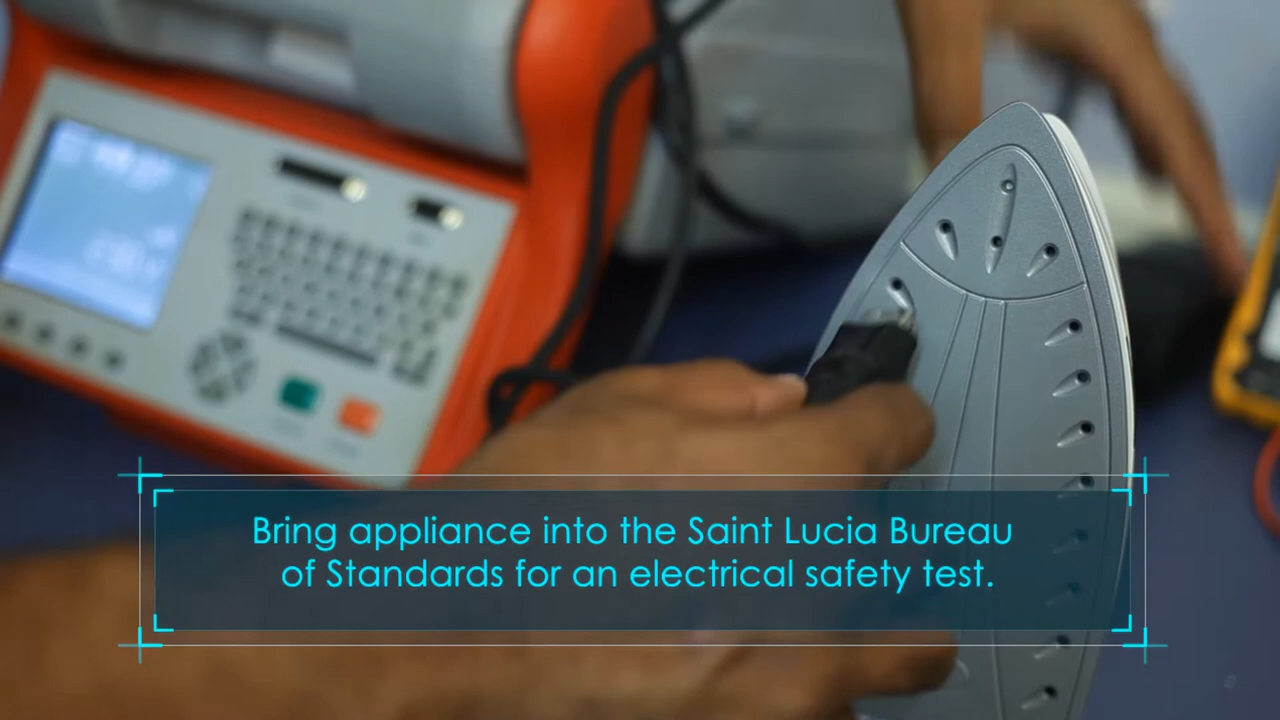 Bring appliance into the Saint Lucia Bureau
of Standards for an electrical safety test.